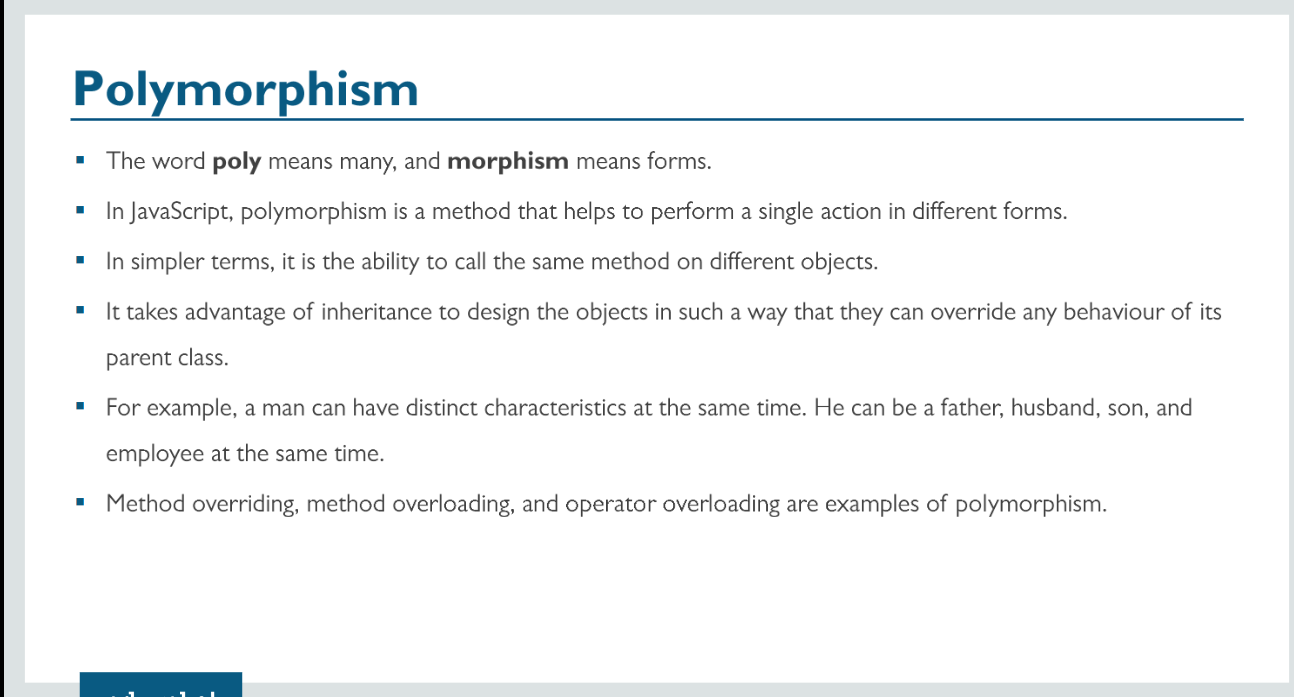 Polymorphism
The word poly means many, and morphism means forms.
In JavaScript, polymorphism is a method that helps to perform a single action in different forms.
In simpler terms, it is the ability to call the same method on different objects.
It takes advantage of inheritance to design the objects in such a way that they can override any behaviour of its
parent class.
For example, a man can have distinct characteristics at the same time. He can be a father, husband, son, and
employee at the same time.
Method overriding, method overloading, and operator overloading are examples of polymorphism.